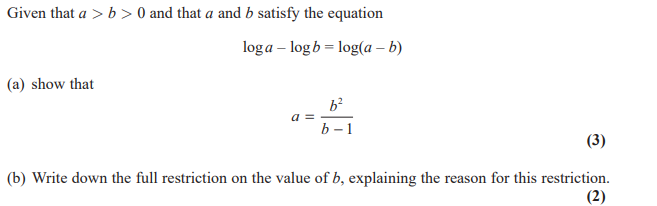 Given that a > b > 0 and that a and b satisfy the equation
log a – log b = log(a – b)
(a) show that
a = b²/(b – 1)
(3)
(b) Write down the full restriction on the value of b, explaining the reason for this restriction.
(2)